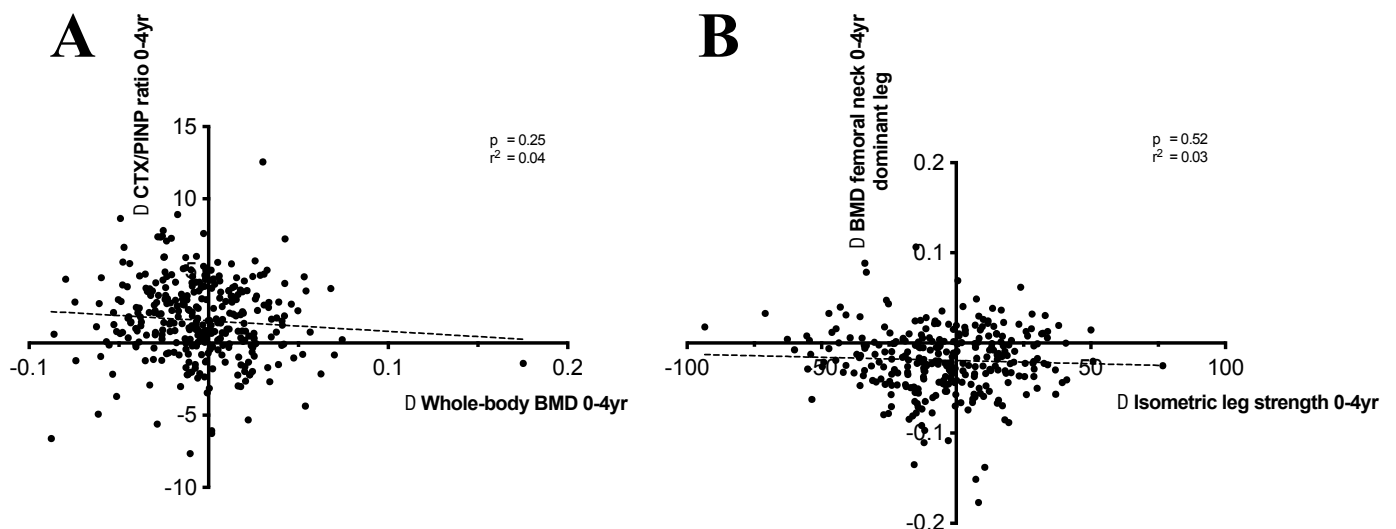 A
Ⅾ CTX/PINP ratio 0-4yr
p = 0.25
r² = 0.04
15
10
5
-5
-10
-0.1
0.1
0.2
D Whole-body BMD 0-4yr
B
D BMD femoral neck 0-4yr
dominant leg
p = 0.52
r² = 0.03
0.2
0.1
-0.1
-0.2
-100
-50
50
100
D Isometric leg strength 0-4yr